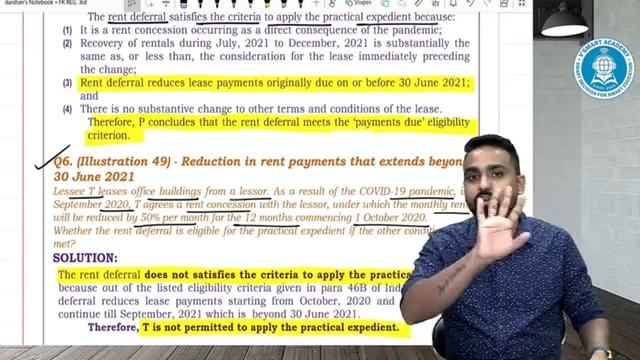 darshan's Notebook » FR REG. Jtrd
Draw
Shapes
V'SMART ACADEMY
The rent deferral satisfies the criteria to apply the practical expedient because:
(1) It is a rent concession occurring as a direct consequence of the pandemic;
(2) Recovery of rentals during July, 2021 to December, 2021 is substantially the
same as, or less than, the consideration for the lease immediately preceding
the change;
(3) Rent deferral reduces lease payments originally due on or before 30 June 2021;
and
(4) There is no substantive change to other terms and conditions of the lease.
Therefore, P concludes that the rent deferral meets the 'payments due' eligibility
criterion.
Q6. (Illustration 49) - Reduction in rent payments that extends beyon
30 June 2021
Lessee T leases office buildings from a lessor. As a result of the COVID-19 pandemic, i
September 2020, T agrees a rent concession with the lessor, under which the monthly ren
will be reduced by 50% per month for the 12 months commencing 1 October 2020.
Whether the rent deferral is eligible for the practical expedient if the other condit
met?
SOLUTION:
The rent deferral does not satisfies the criteria to apply the practical
because out of the listed eligibility criteria given in para 46B of Ind
deferral reduces lease payments starting from October, 2020 and
continue till September, 2021 which is beyond 30 June 2021.
Therefore, T is not permitted to apply the practical expedient.